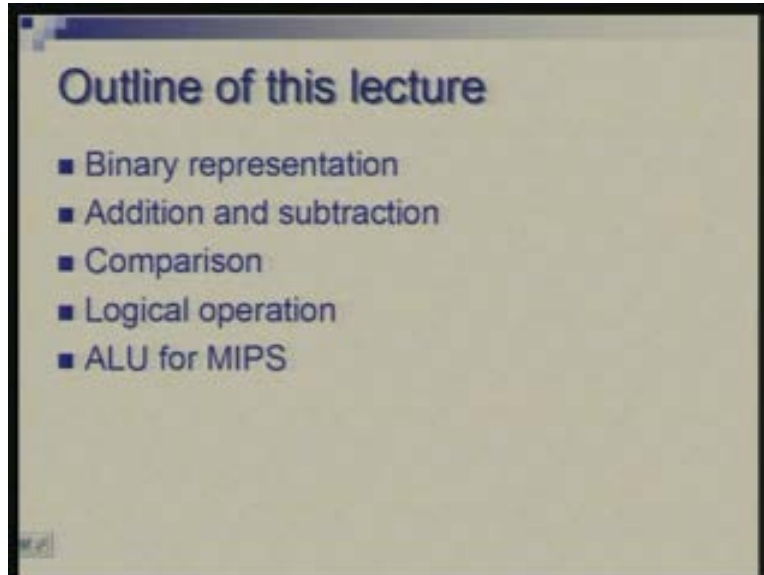 Outline of this lecture
Binary representation
Addition and subtraction
Comparison
Logical operation
ALU for MIPS